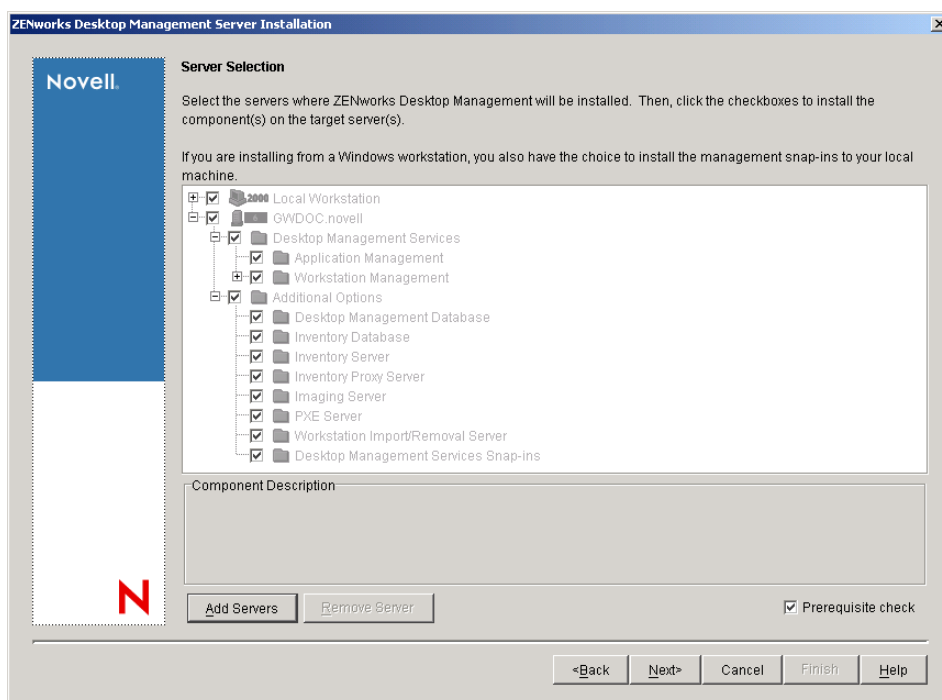 ZENworks Desktop Management Server Installation
Novell.
Server Selection
Select the servers where ZENworks Desktop Management will be installed. Then, click the checkboxes to install the
component(s) on the target server(s).
If you are installing from a Windows workstation, you also have the choice to install the management snap-ins to your local
machine.
2000 Local Workstation
6 GWDOC.novell
Desktop Management Services
Application Management
Workstation Management
Additional Options
Desktop Management Database
Inventory Database
Inventory Server
Inventory Proxy Server
Imaging Server
PXE Server
Workstation Import/Removal Server
Desktop Management Services Snap-ins
Component Description
N
Add Servers
Remove Server
Prerequisite check
<Back
Next>
Cancel
Finish
Help